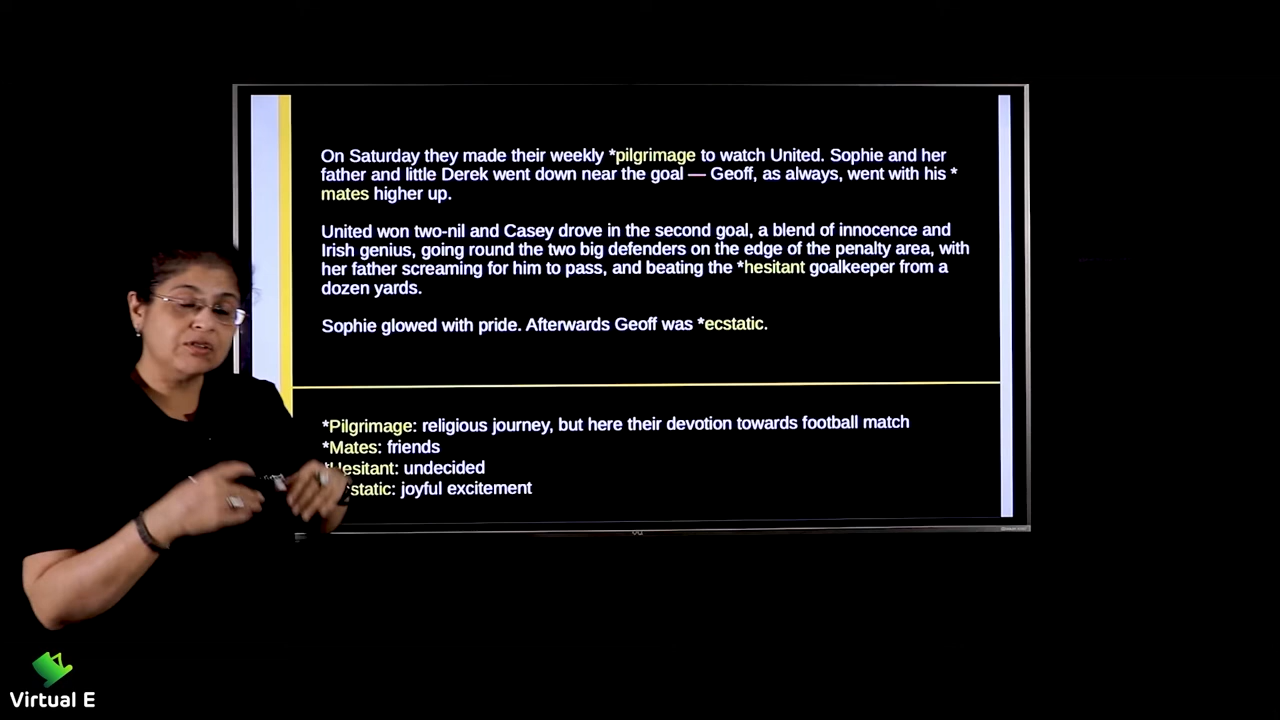 On Saturday they made their weekly *pilgrimage to watch United. Sophie and her
father and little Derek went down near the goal — Geoff, as always, went with his *
mates higher up.
United won two-nil and Casey drove in the second goal, a blend of innocence and
Irish genius, going round the two big defenders on the edge of the penalty area, with
her father screaming for him to pass, and beating the *hesitant goalkeeper from a
dozen yards.
Sophie glowed with pride. Afterwards Geoff was *ecstatic.
*Pilgrimage: religious journey, but here their devotion towards football match
*Mates: friends
*Hesitant: undecided
static: joyful excitement
Virtual E